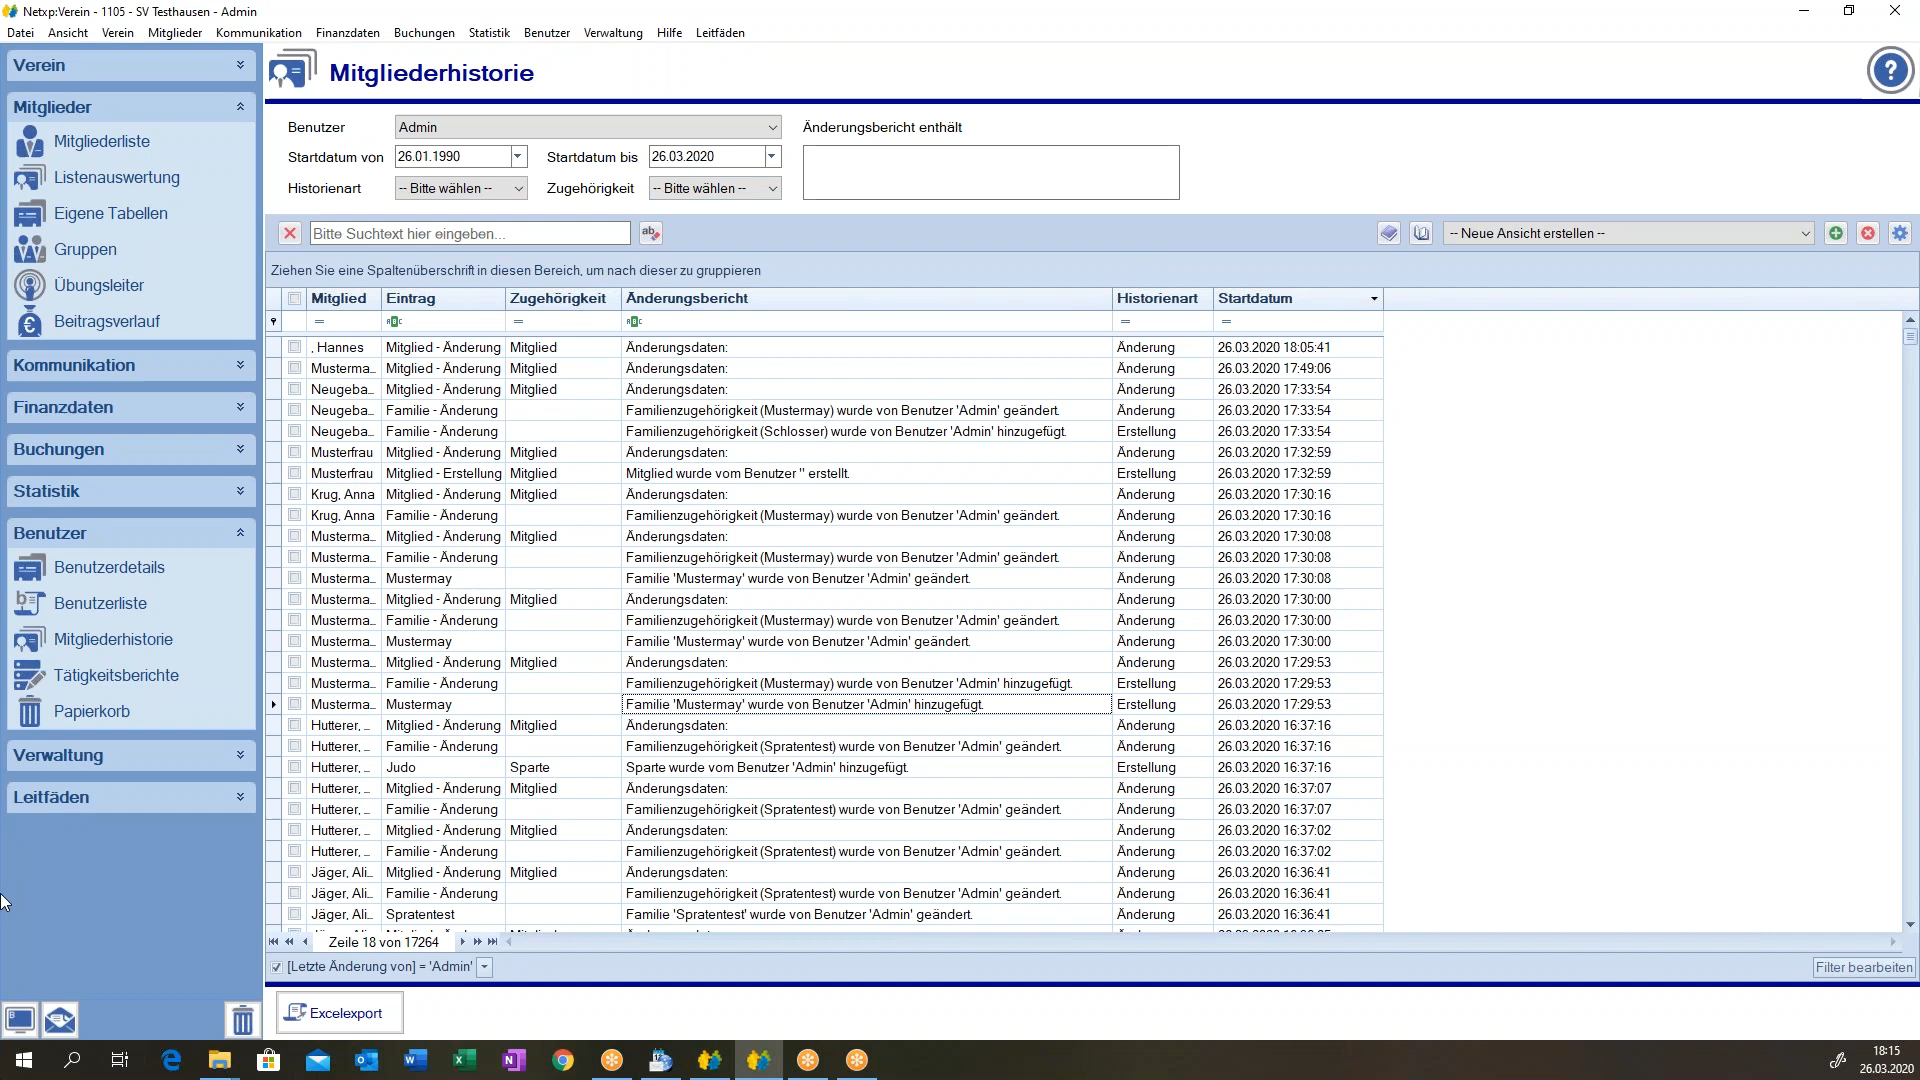 Netxp:Verein - 1105 - SV Testhausen - Admin
Datei Ansicht Verein Mitglieder Kommunikation Finanzdaten Buchungen Statistik Benutzer Verwaltung Hilfe Leitfäden
Verein
Mitglieder
Mitgliederliste
Listenauswertung
Eigene Tabellen
Gruppen
Übungsleiter
Beitragsverlauf
Kommunikation
Finanzdaten
Buchungen
Statistik
Benutzer
Benutzerdetails
Benutzerliste
Mitgliederhistorie
Tätigkeitsberichte
Papierkorb
Verwaltung
Leitfäden
Mitgliederhistorie
Benutzer Admin Änderungsbericht enthält
Startdatum von 26.01.1990 Startdatum bis 26.03.2020
Historienart -- Bitte wählen -- Zugehörigkeit -- Bitte wählen --
Bitte Suchtext hier eingeben... -- Neue Ansicht erstellen --
Ziehen Sie eine Spaltenüberschrift in diesen Bereich, um nach dieser zu gruppieren
Mitglied Eintrag Zugehörigkeit Änderungsbericht Historienart Startdatum
, Hannes Mitglied - Änderung Mitglied Änderungsdaten: Änderung 26.03.2020 18:05:41
Musterma... Mitglied - Änderung Mitglied Änderungsdaten: Änderung 26.03.2020 17:49:06
Neugeba... Mitglied - Änderung Mitglied Änderungsdaten: Änderung 26.03.2020 17:33:54
Neugeba... Familie - Änderung Familienzugehörigkeit (Mustermay) wurde von Benutzer 'Admin' geändert. Änderung 26.03.2020 17:33:54
Neugeba... Familie - Änderung Familienzugehörigkeit (Schlosser) wurde von Benutzer 'Admin' hinzugefügt. Erstellung 26.03.2020 17:33:54
Musterfrau Mitglied - Änderung Mitglied Änderungsdaten: Änderung 26.03.2020 17:32:59
Musterfrau Mitglied - Erstellung Mitglied Mitglied wurde vom Benutzer '' erstellt. Erstellung 26.03.2020 17:32:59
Krug, Anna Mitglied - Änderung Mitglied Änderungsdaten: Änderung 26.03.2020 17:30:16
Krug, Anna Familie - Änderung Familienzugehörigkeit (Mustermay) wurde von Benutzer 'Admin' geändert. Änderung 26.03.2020 17:30:16
Musterma... Mitglied - Änderung Mitglied Änderungsdaten: Änderung 26.03.2020 17:30:08
Musterma... Familie - Änderung Familienzugehörigkeit (Mustermay) wurde von Benutzer 'Admin' geändert. Änderung 26.03.2020 17:30:08
Musterma... Mustermay Familie 'Mustermay' wurde von Benutzer 'Admin' geändert. Änderung 26.03.2020 17:30:08
Musterma... Mitglied - Änderung Mitglied Änderungsdaten: Änderung 26.03.2020 17:30:00
Musterma... Familie - Änderung Familienzugehörigkeit (Mustermay) wurde von Benutzer 'Admin' geändert. Änderung 26.03.2020 17:30:00
Musterma... Mustermay Familie 'Mustermay' wurde von Benutzer 'Admin' geändert. Änderung 26.03.2020 17:30:00
Musterma... Mitglied - Änderung Mitglied Änderungsdaten: Änderung 26.03.2020 17:29:53
Musterma... Familie - Änderung Familienzugehörigkeit (Mustermay) wurde von Benutzer 'Admin' hinzugefügt. Erstellung 26.03.2020 17:29:53
Musterma... Mustermay Familie 'Mustermay' wurde von Benutzer 'Admin' hinzugefügt. Erstellung 26.03.2020 17:29:53
Hutterer, ... Mitglied - Änderung Mitglied Änderungsdaten: Änderung 26.03.2020 16:37:16
Hutterer, ... Familie - Änderung Familienzugehörigkeit (Spratentest) wurde von Benutzer 'Admin' geändert. Änderung 26.03.2020 16:37:16
Hutterer, ... Judo Sparte Sparte wurde vom Benutzer 'Admin' hinzugefügt. Erstellung 26.03.2020 16:37:16
Hutterer, ... Mitglied - Änderung Mitglied Änderungsdaten: Änderung 26.03.2020 16:37:07
Hutterer, ... Familie - Änderung Familienzugehörigkeit (Spratentest) wurde von Benutzer 'Admin' geändert. Änderung 26.03.2020 16:37:07
Hutterer, ... Mitglied - Änderung Mitglied Änderungsdaten: Änderung 26.03.2020 16:37:02
Hutterer, ... Familie - Änderung Familienzugehörigkeit (Spratentest) wurde von Benutzer 'Admin' geändert. Änderung 26.03.2020 16:37:02
Jäger, Ali... Mitglied - Änderung Mitglied Änderungsdaten: Änderung 26.03.2020 16:36:41
Jäger, Ali... Familie - Änderung Familienzugehörigkeit (Spratentest) wurde von Benutzer 'Admin' geändert. Änderung 26.03.2020 16:36:41
Jäger, Ali... Spratentest Familie 'Spratentest' wurde von Benutzer 'Admin' geändert. Änderung 26.03.2020 16:36:41
Zeile 18 von 17264
[Letzte Änderung von] = 'Admin' Filter bearbeiten
Excelexport
18:15
26.03.2020